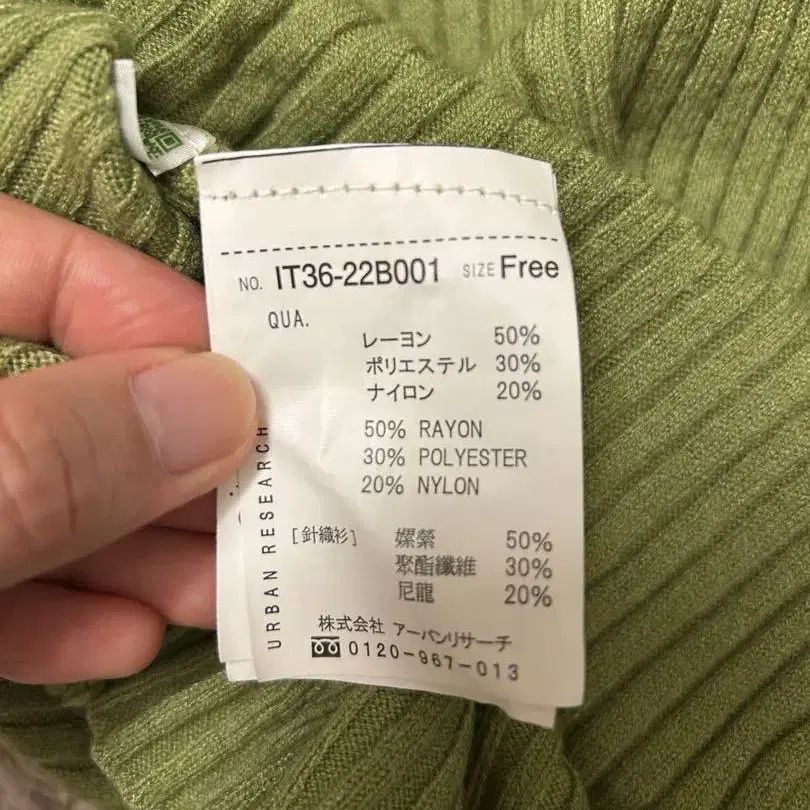 NO. IT36-22B001 SIZE Free
QUA.
レーヨン 50%
ポリエステル 30%
ナイロン 20%
50% RAYON
30% POLYESTER
20% NYLON
[針織衫] 嫘縈 50%
聚酯纖維 30%
尼龍 20%
株式会社 アーバンリサーチ
0120-967-013
URBAN RESEARCH